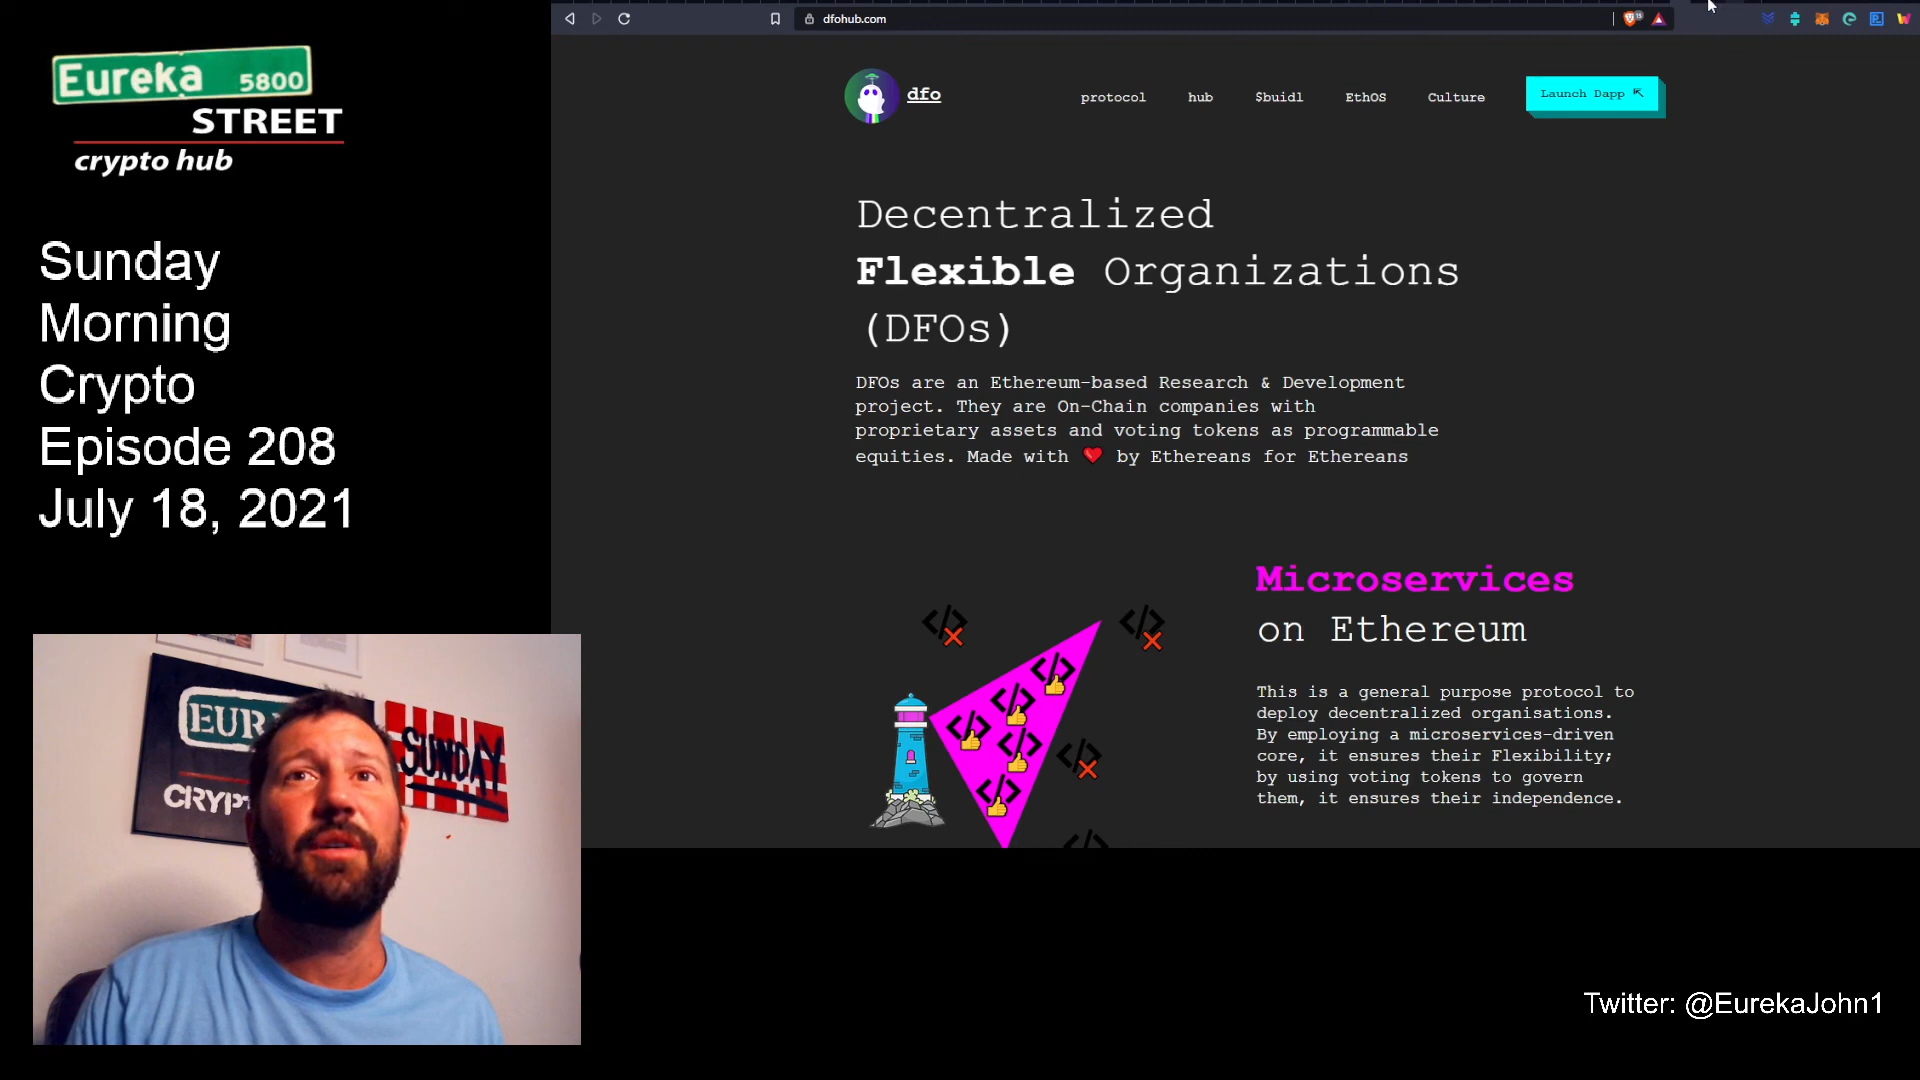 Eureka 5800
STREET
crypto hub
Sunday
Morning
Crypto
Episode 208
July 18, 2021
dfohub.com
dfo
protocol
hub
$buidl
EthOS
Culture
Launch Dapp
Decentralized
Flexible Organizations
(DFOs)
DFOs are an Ethereum-based Research & Development
project. They are On-Chain companies with
proprietary assets and voting tokens as programmable
equities. Made with ❤ by Ethereans for Ethereans
Microservices
on Ethereum
This is a general purpose protocol to
deploy decentralized organisations.
By employing a microservices-driven
core, it ensures their Flexibility;
by using voting tokens to govern
them, it ensures their independence.
EUR
CRYP
SUNDAY
Twitter: @EurekaJohn1